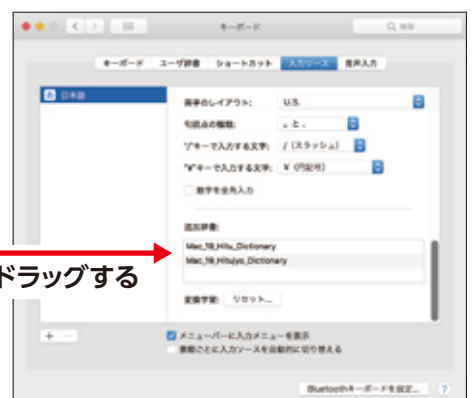 キーボード
検索
キーボード ユーザ辞書 ショートカット 入力ソース 音声入力
日本語
英字のレイアウト: U.S.
句読点の種類: 。と、
"/"キーで入力する文字: / (スラッシュ)
"¥"キーで入力する文字: ¥ (円記号)
数字を全角入力
追加辞書:
Mac_19_Hitu_Dictionary
Mac_19_Hitujyo_Dictionary
ドラッグする
変換学習: リセット...
メニューバーに入力メニューを表示
書類ごとに入力ソースを自動的に切り替える
Bluetoothキーボードを設定...
?